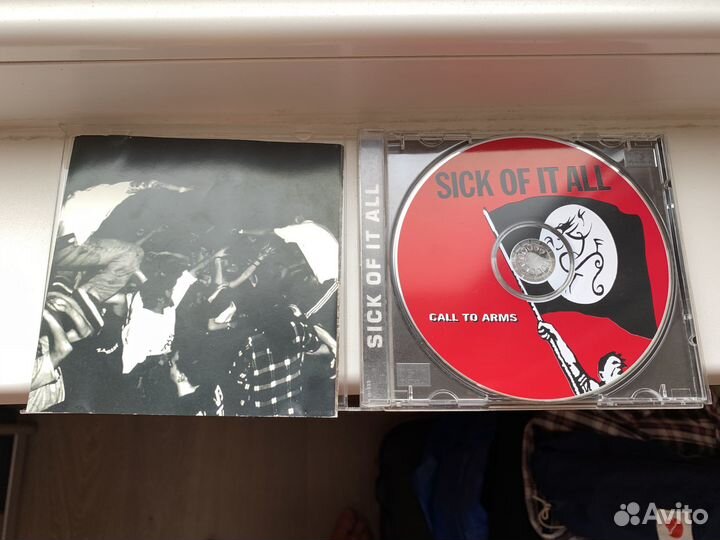 SICK OF IT ALL
SICK OF IT ALL
CALL TO ARMS
Avito